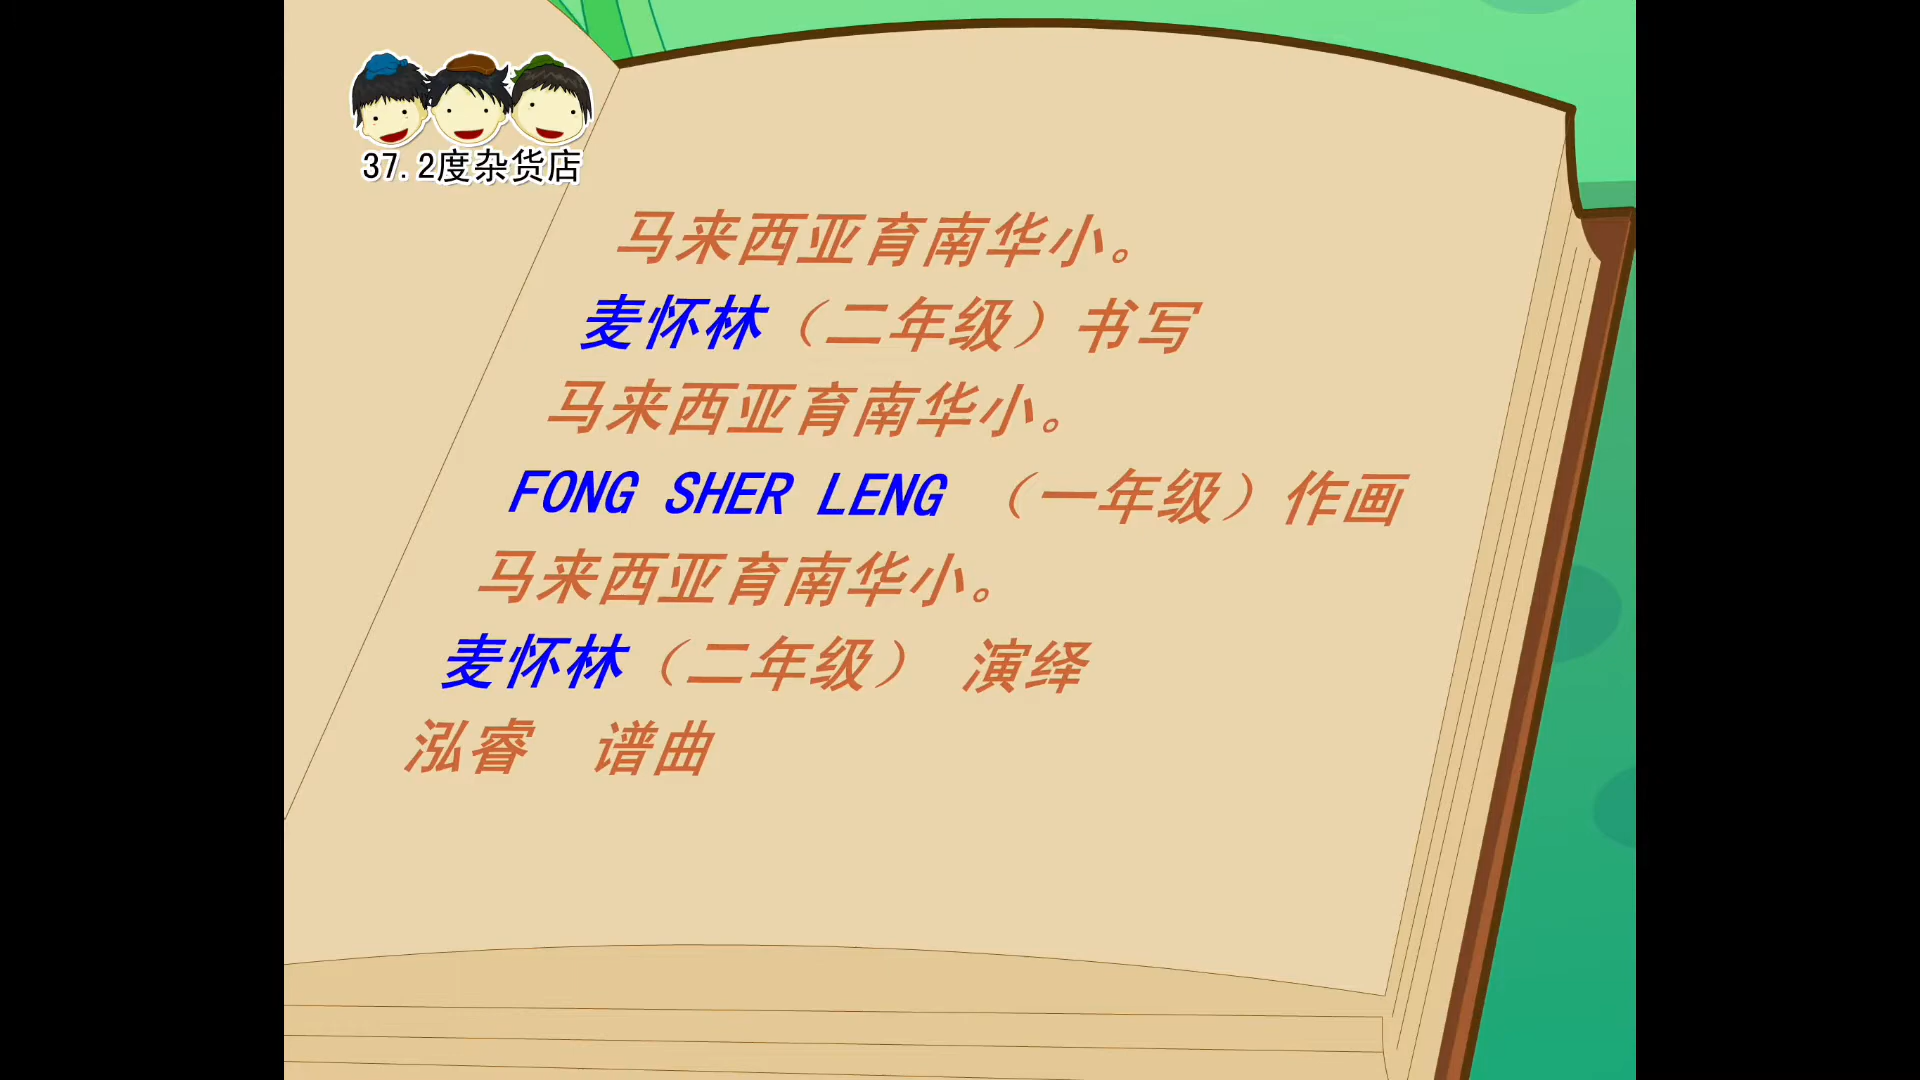 37.2度杂货店
马来西亚育南华小。
麦怀林（二年级）书写
马来西亚育南华小。
FONG SHER LENG （一年级）作画
马来西亚育南华小。
麦怀林（二年级） 演绎
泓睿 谱曲